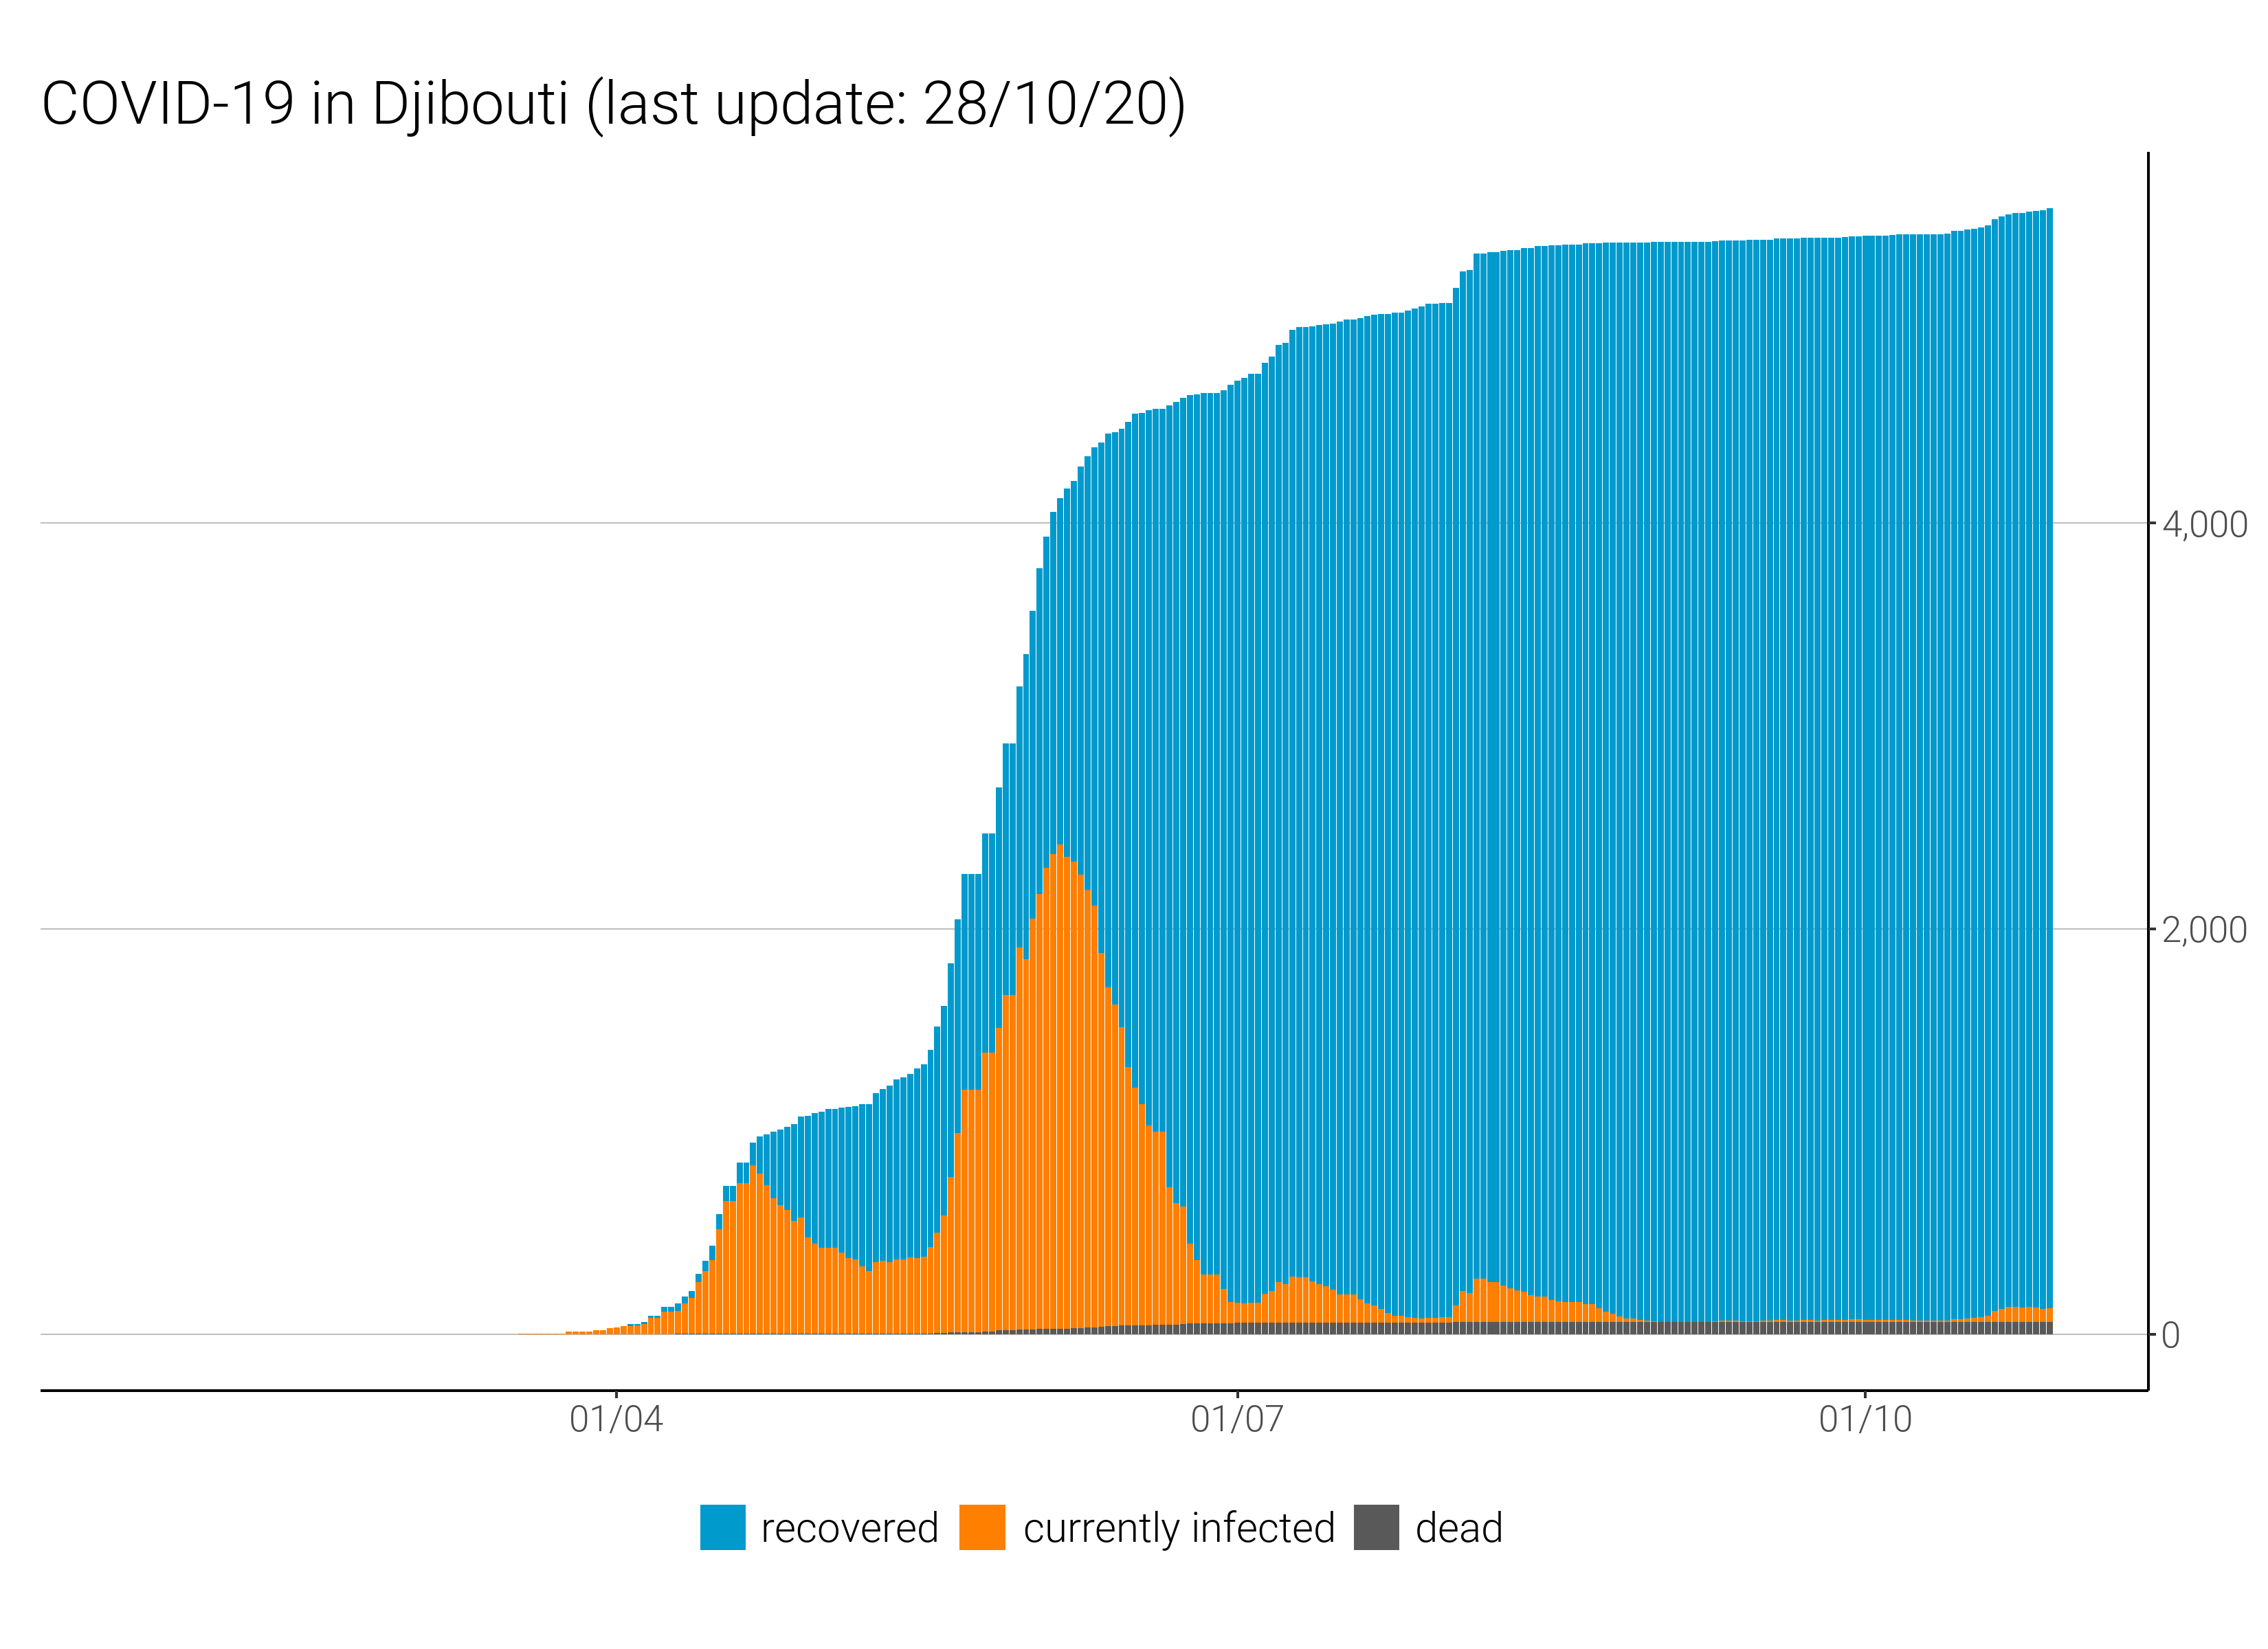 COVID-19 in Djibouti (last update: 28/10/20)
4,000
2,000
0
01/04 01/07 01/10
recovered currently infected dead